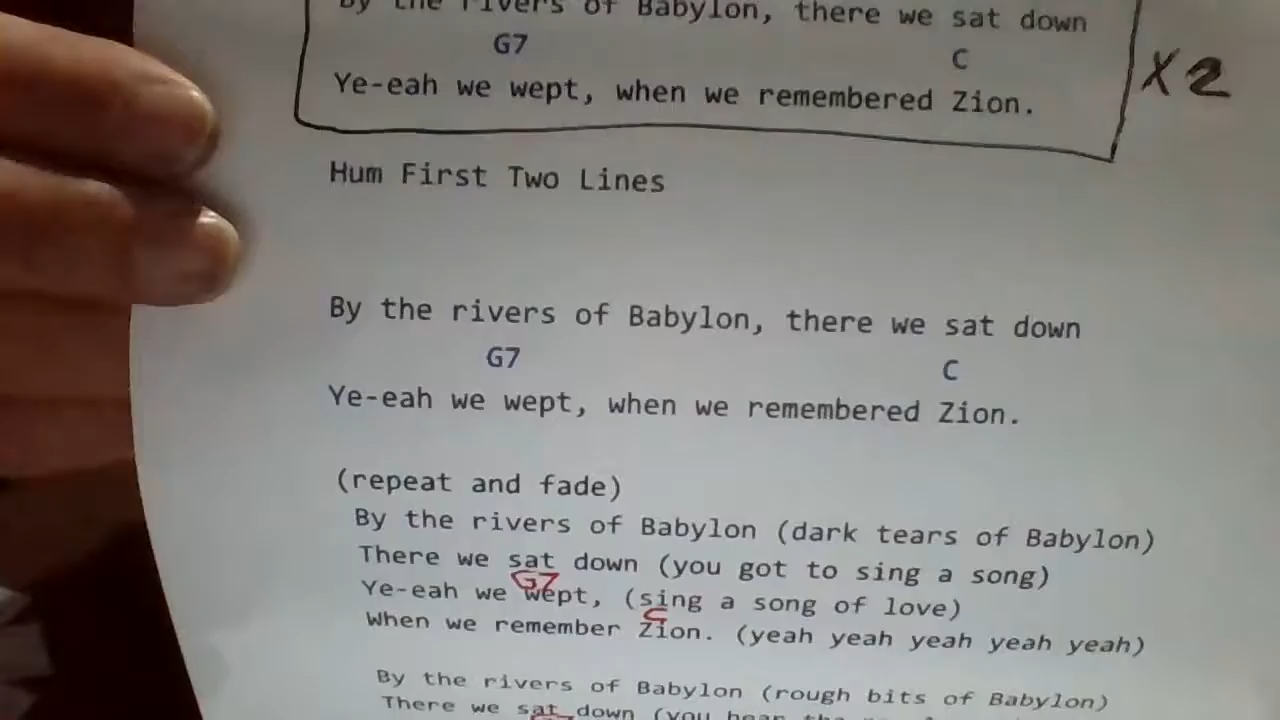 By the rivers of Babylon, there we sat down
G7 C
X2
Ye-eah we wept, when we remembered Zion.
Hum First Two Lines
By the rivers of Babylon, there we sat down
G7 C
Ye-eah we wept, when we remembered Zion.
(repeat and fade)
By the rivers of Babylon (dark tears of Babylon)
There we sat down (you got to sing a song)
G7
Ye-eah we wept, (sing a song of love)
C
When we remember Zion. (yeah yeah yeah yeah yeah)
By the rivers of Babylon (rough bits of Babylon)
There we sat down (you hear the